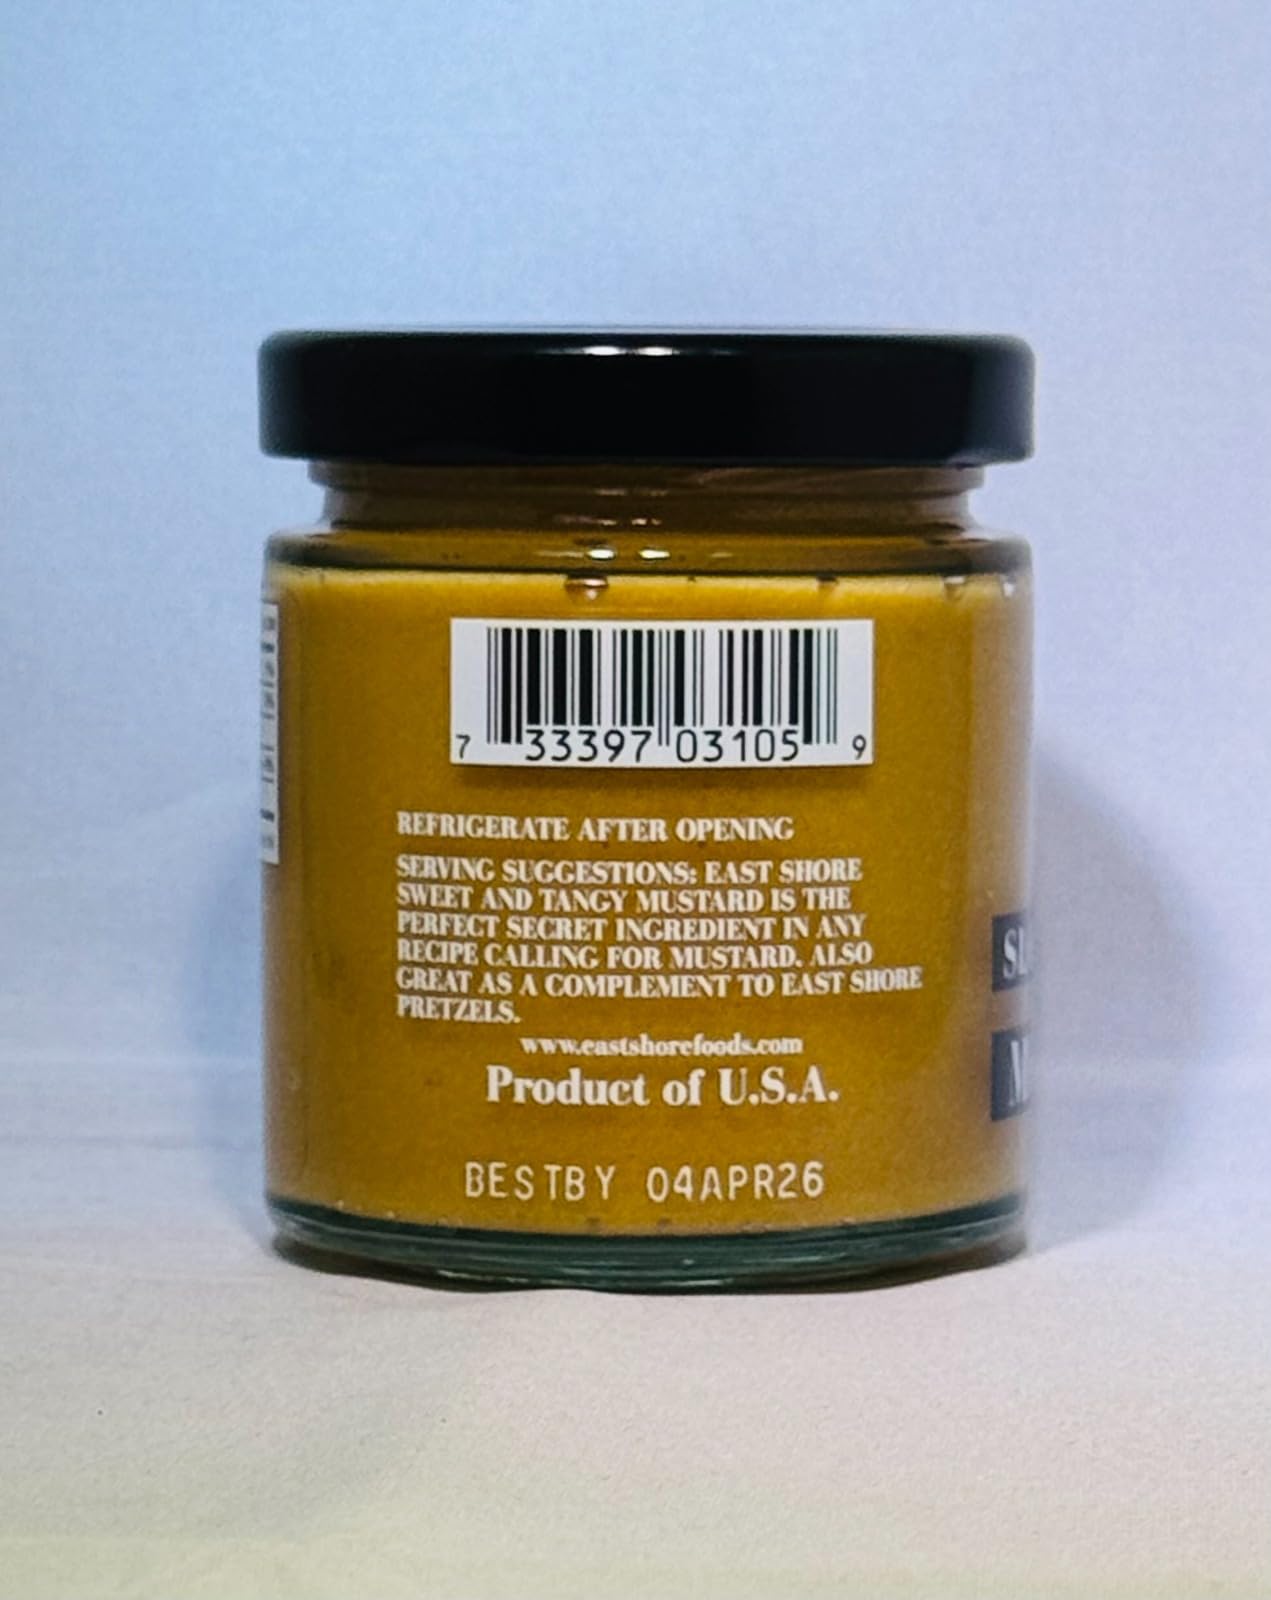 7 33397 03105 9
REFRIGERATE AFTER OPENING
SERVING SUGGESTIONS: EAST SHORE
SWEET AND TANGY MUSTARD IS THE
PERFECT SECRET INGREDIENT IN ANY
RECIPE CALLING FOR MUSTARD. ALSO
GREAT AS A COMPLEMENT TO EAST SHORE
PRETZELS.
www.eastshorefoods.com
Product of U.S.A.
BEST BY 04APR26